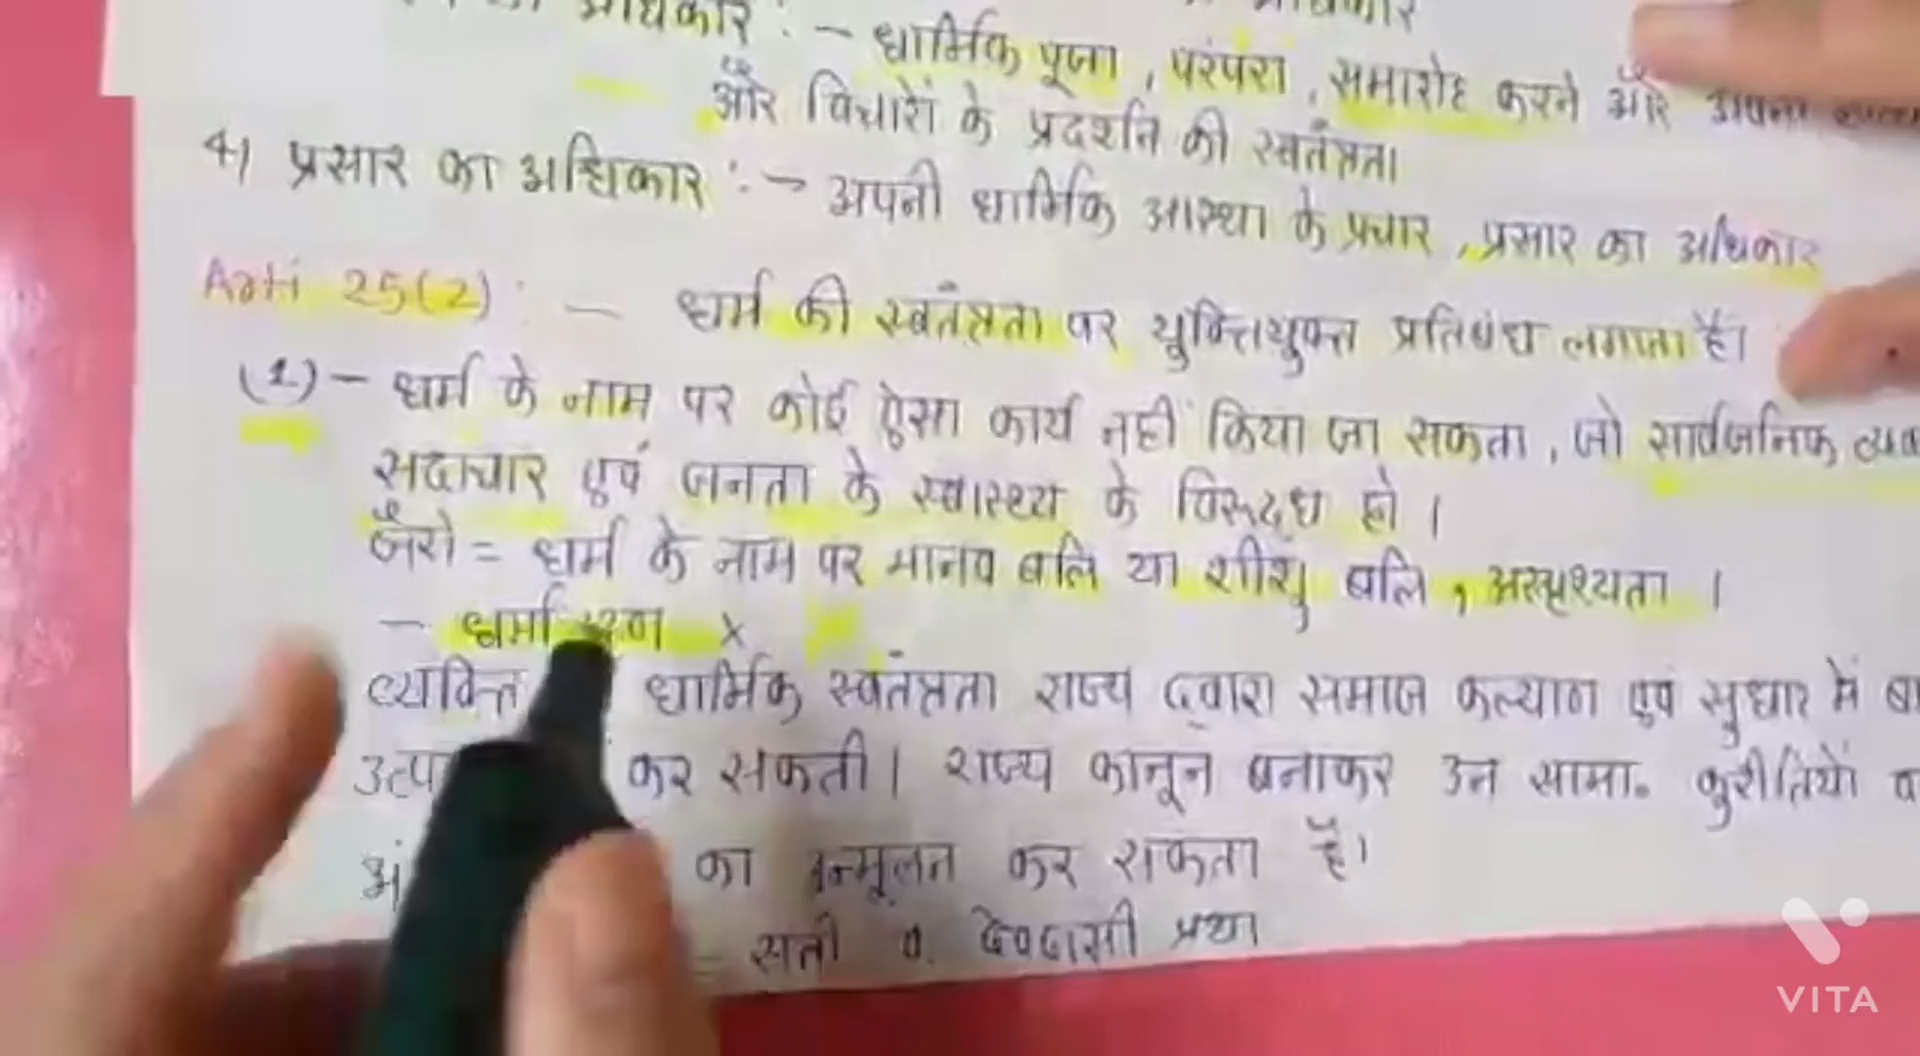 अधिकार : – धार्मिक पूजा, परंपरा, समारोह करने और अपनी
और विचारों के प्रदर्शन की स्वतंत्रता
4) प्रसार का अधिकार :– अपनी धार्मिक आस्था के प्रचार, प्रसार का अधिकार
Arti 25(2) : – धर्म की स्वतंत्रता पर युक्तियुक्त प्रतिबंध लगाता है।
(1) – धर्म के नाम पर कोई ऐसा कार्य नहीं किया जा सकता, जो सार्वजनिक
सदाचार एवं जनता के स्वास्थ्य के विरूद्ध हो।
जैसे = धर्म के नाम पर मानव बलि या शीशु बलि, अस्पृश्यता।
– x
व्यक्ति धार्मिक स्वतंत्रता राज्य द्वारा समाज कल्याण एवं सुधार में
कर सकती। राज्य कानून बनाकर उन सामा. कुरीतियों
का उन्मूलन कर सकता है।
= सती व देवदासी प्रथा
VITA